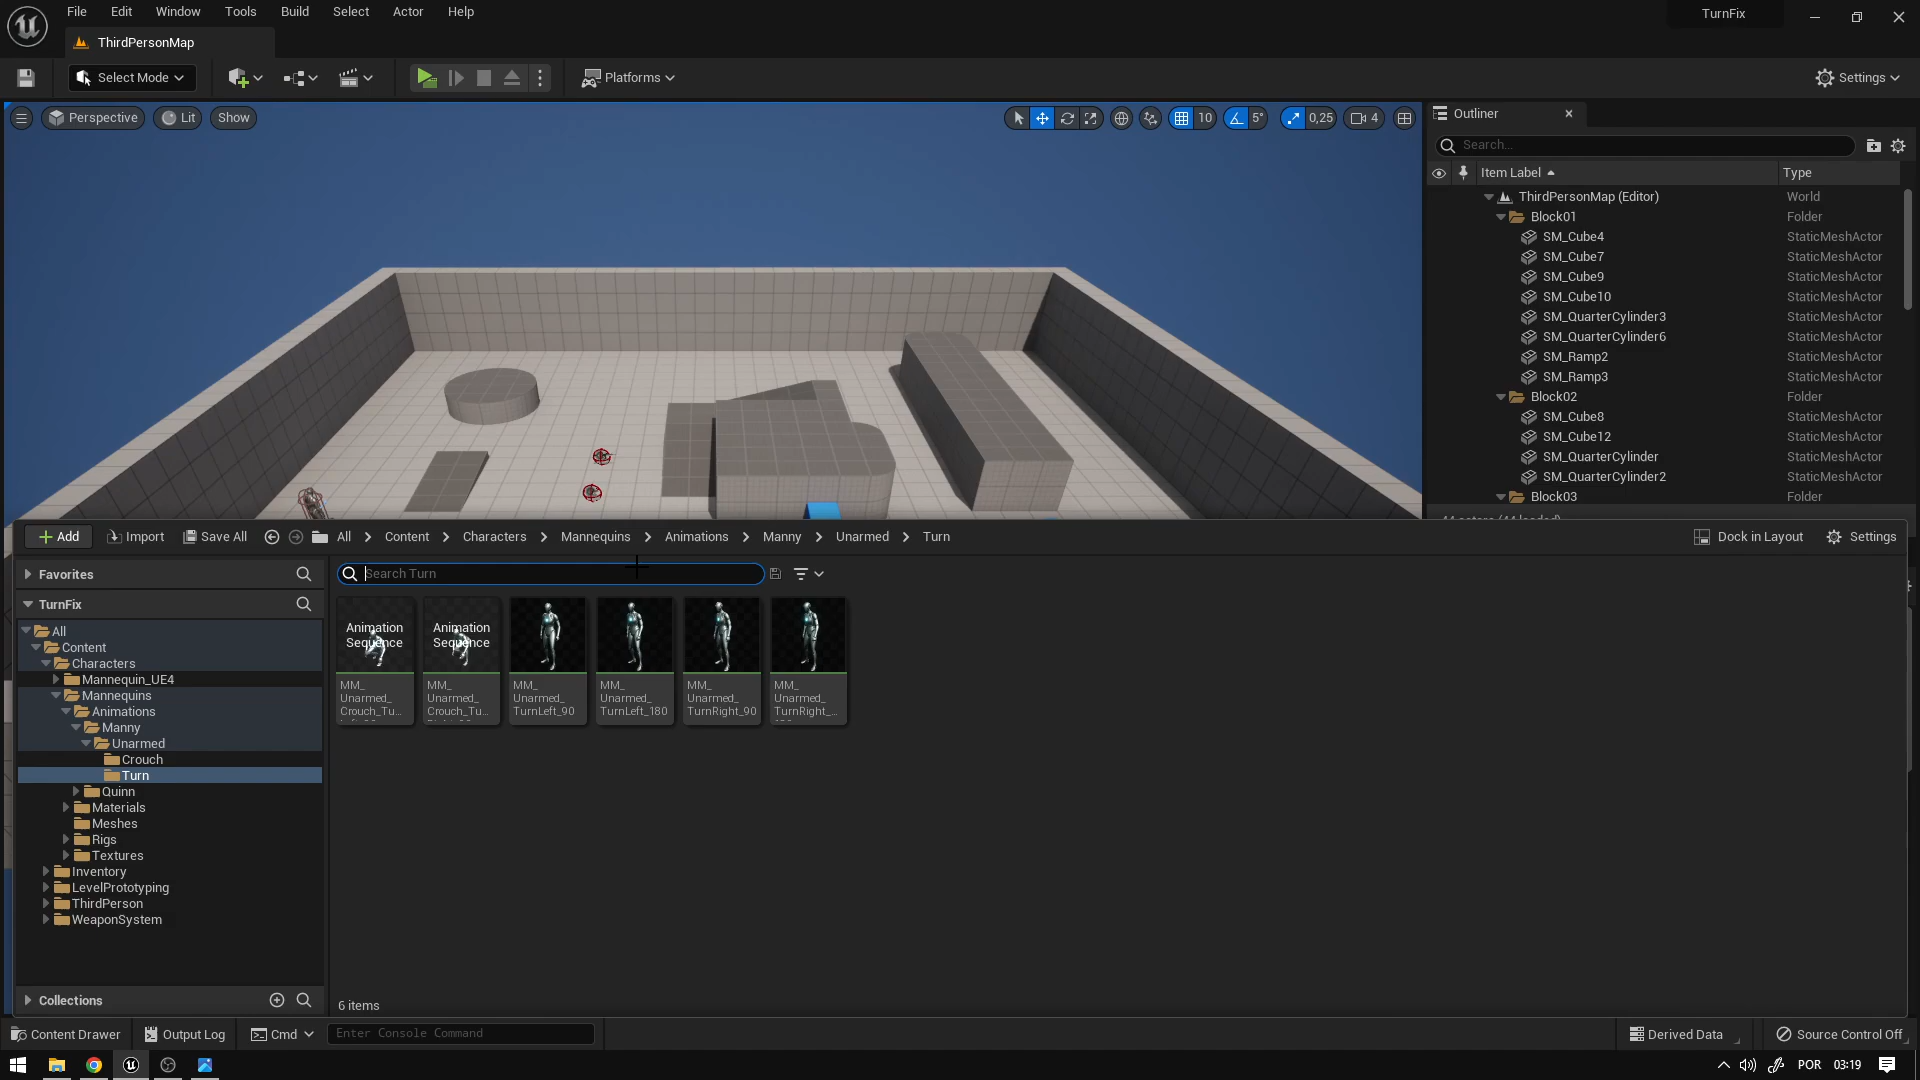 File Edit Window Tools Build Select Actor Help
TurnFix
ThirdPersonMap
Select Mode
Platforms
Settings
Perspective
Lit
Show
10
5°
0,25
4
Outliner
Search...
Item Label
Type
ThirdPersonMap (Editor) World
Block01 Folder
SM_Cube4 StaticMeshActor
SM_Cube7 StaticMeshActor
SM_Cube9 StaticMeshActor
SM_Cube10 StaticMeshActor
SM_QuarterCylinder3 StaticMeshActor
SM_QuarterCylinder6 StaticMeshActor
SM_Ramp2 StaticMeshActor
SM_Ramp3 StaticMeshActor
Block02 Folder
SM_Cube8 StaticMeshActor
SM_Cube12 StaticMeshActor
SM_QuarterCylinder StaticMeshActor
SM_QuarterCylinder2 StaticMeshActor
Block03 Folder
Add
Import
Save All
All
Content
Characters
Mannequins
Animations
Manny
Unarmed
Turn
Dock in Layout
Settings
Favorites
TurnFix
All
Content
Characters
Mannequin_UE4
Mannequins
Animations
Manny
Unarmed
Crouch
Turn
Quinn
Materials
Meshes
Rigs
Textures
Inventory
LevelPrototyping
ThirdPerson
WeaponSystem
Collections
Search Turn
Animation
Sequence
MM_
Unarmed_
Crouch_Tu...
Animation
Sequence
MM_
Unarmed_
Crouch_Tu...
MM_
Unarmed_
TurnLeft_90
MM_
Unarmed_
TurnLeft_180
MM_
Unarmed_
TurnRight_90
MM_
Unarmed_
TurnRight_...
6 items
Content Drawer
Output Log
Cmd
Enter Console Command
Derived Data
Source Control Off
POR
03:19